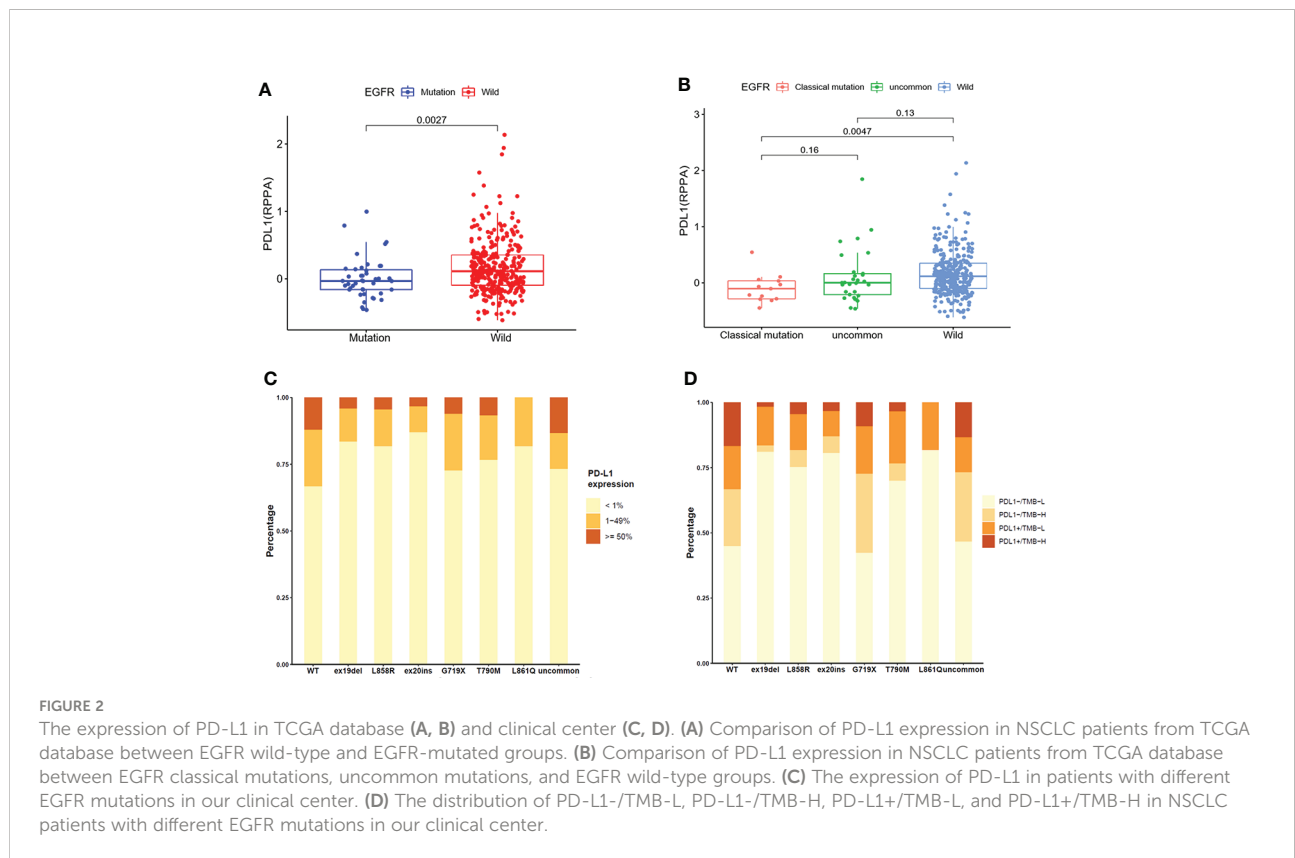 A
EGFR Mutation Wild
0.0027
PDL1(RPPA)
2
1
0
Mutation Wild
B
EGFR Classical mutation uncommon Wild
0.13
0.0047
0.16
PDL1(RPPA)
3
2
1
0
Classical mutation uncommon Wild
C
Percentage
1.00
0.75
0.50
0.25
0.00
WT ex19del L858R ex20ins G719X T790M L861Q uncommon
PD-L1
expression
< 1%
1-49%
>= 50%
D
Percentage
1.00
0.75
0.50
0.25
0.00
WT ex19del L858R ex20ins G719X T790M L861Q uncommon
PDL1-/TMB-L
PDL1-/TMB-H
PDL1+/TMB-L
PDL1+/TMB-H
FIGURE 2
The expression of PD-L1 in TCGA database (A, B) and clinical center (C, D). (A) Comparison of PD-L1 expression in NSCLC patients from TCGA
database between EGFR wild-type and EGFR-mutated groups. (B) Comparison of PD-L1 expression in NSCLC patients from TCGA database
between EGFR classical mutations, uncommon mutations, and EGFR wild-type groups. (C) The expression of PD-L1 in patients with different
EGFR mutations in our clinical center. (D) The distribution of PD-L1-/TMB-L, PD-L1-/TMB-H, PD-L1+/TMB-L, and PD-L1+/TMB-H in NSCLC
patients with different EGFR mutations in our clinical center.